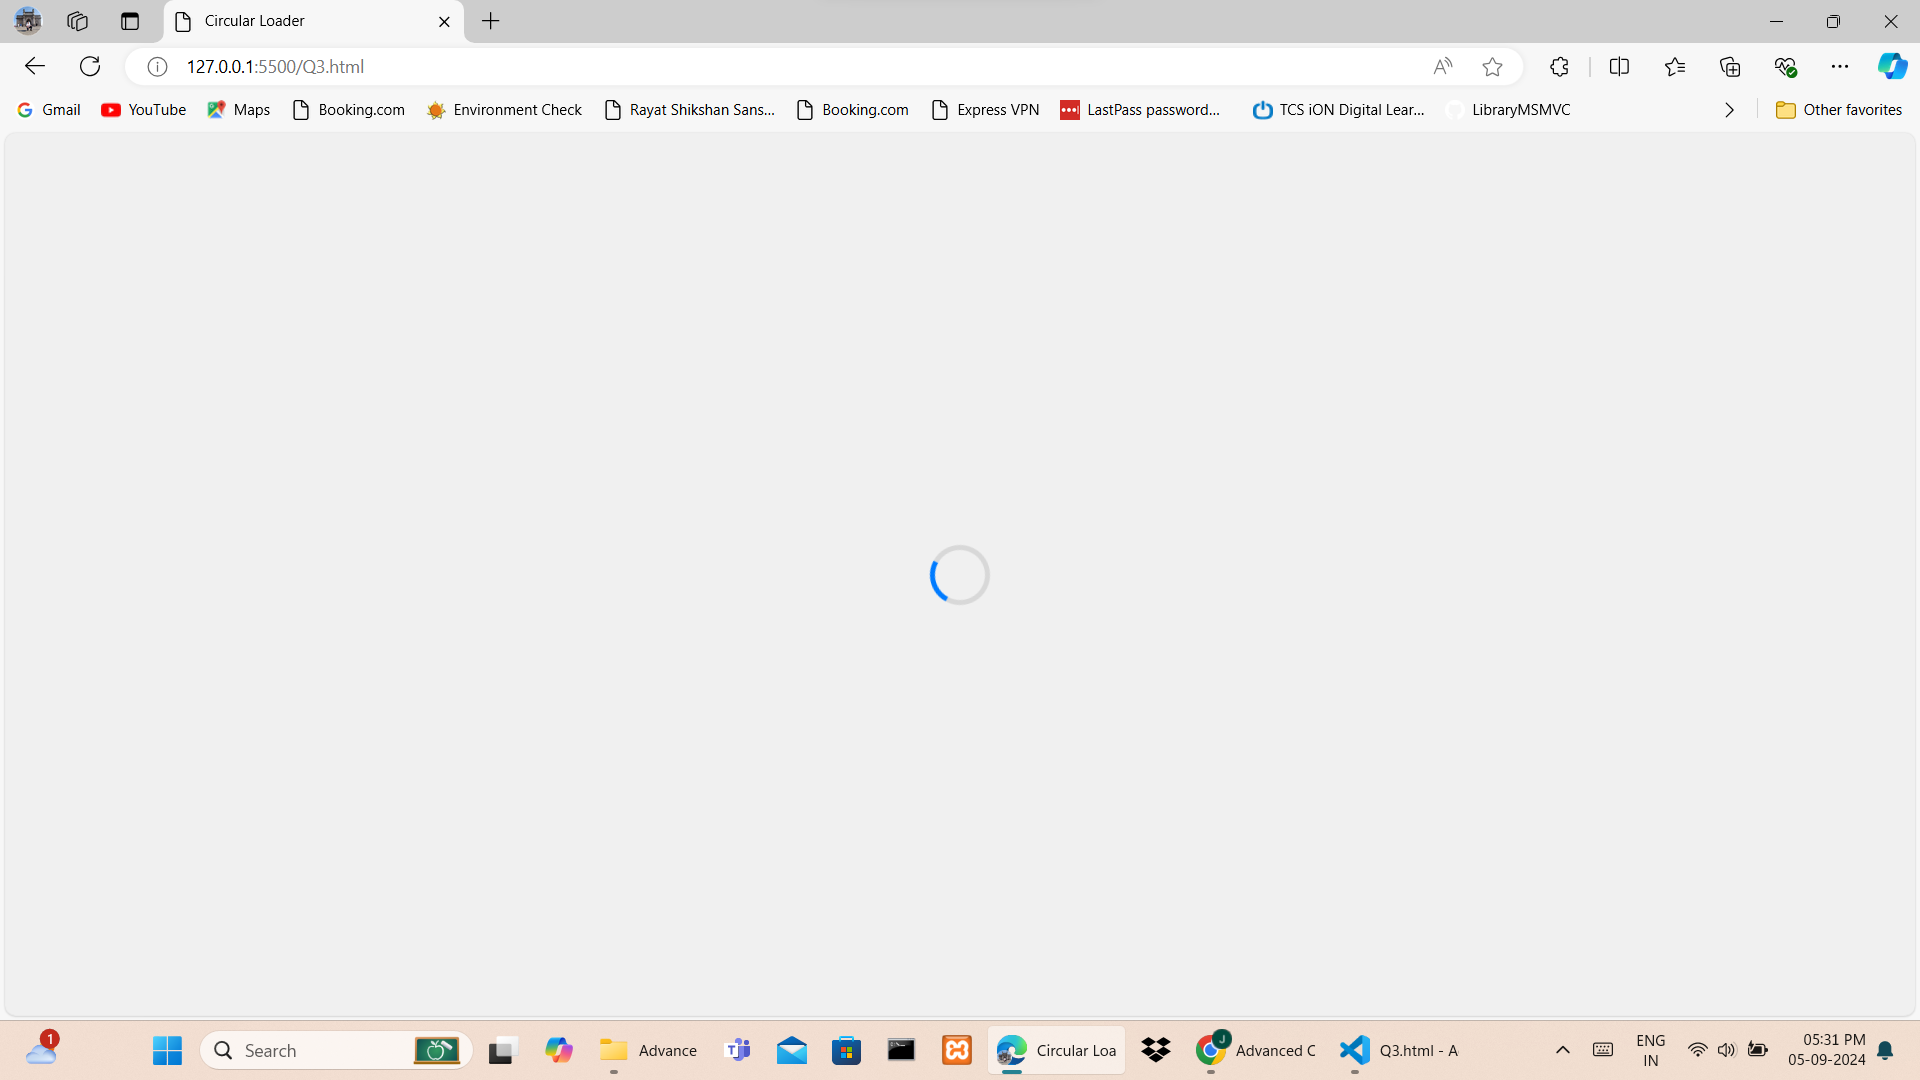 Circular Loader
127.0.0.1:5500/Q3.html
Gmail YouTube Maps Booking.com Environment Check Rayat Shikshan Sans... Booking.com Express VPN LastPass password... TCS iON Digital Lear... LibraryMSMVC Other favorites
1
Search Advance Circular Loa J Advanced C Q3.html - A ENG 05:31 PM
IN 05-09-2024